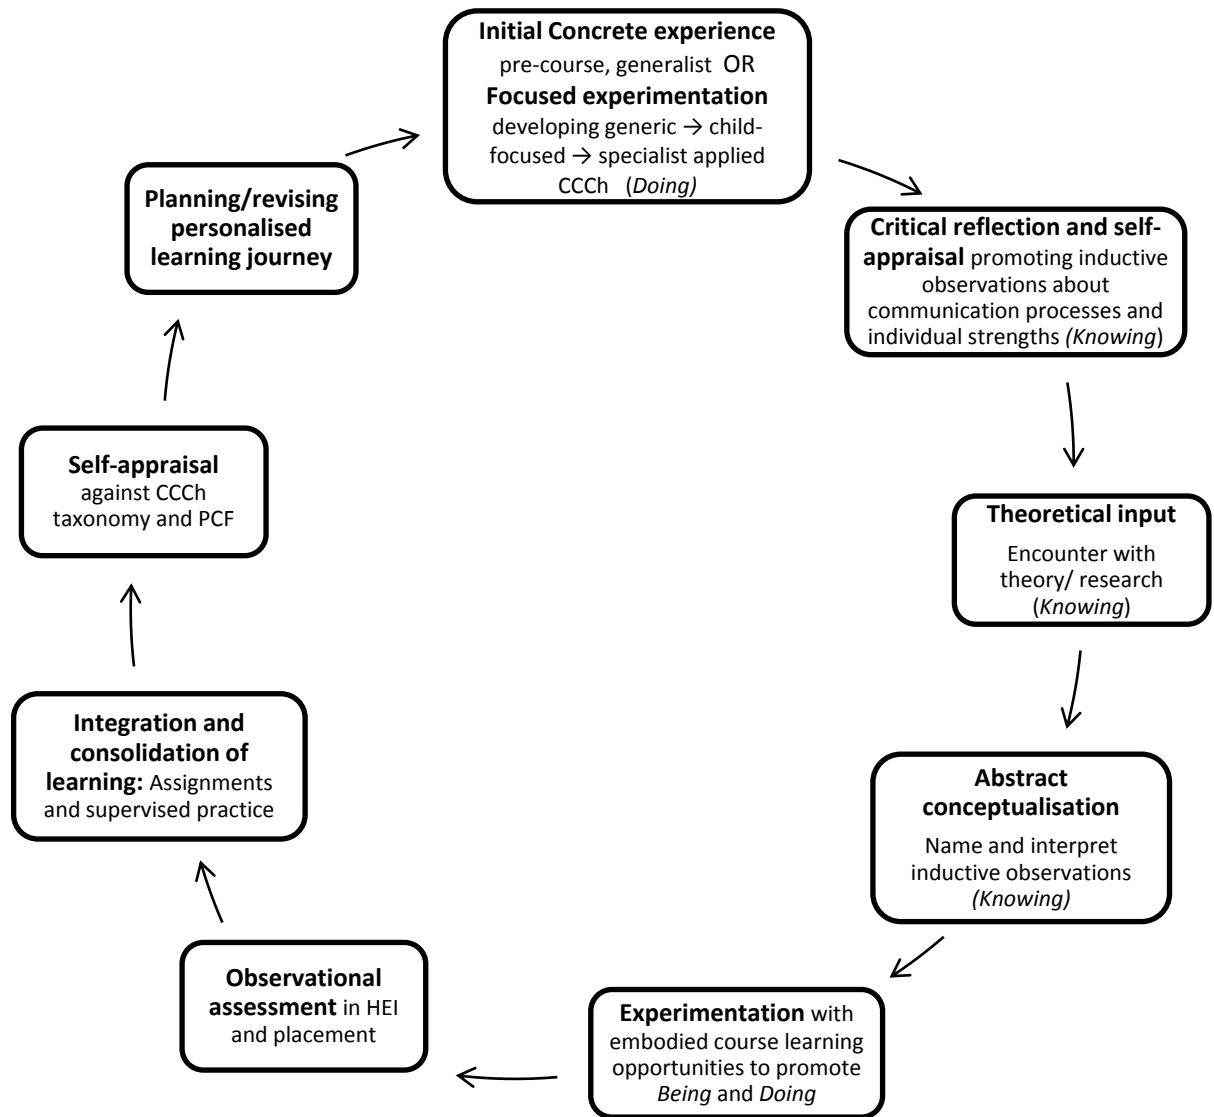 Initial Concrete experience
pre-course, generalist OR
Focused experimentation
developing generic → child-
focused → specialist applied
CCCh (Doing)
Critical reflection and self-
appraisal promoting inductive
observations about
communication processes and
individual strengths (Knowing)
Theoretical input
Encounter with
theory/ research
(Knowing)
Abstract
conceptualisation
Name and interpret
inductive observations
(Knowing)
Experimentation with
embodied course learning
opportunities to promote
Being and Doing
Observational
assessment in HEI
and placement
Integration and
consolidation of
learning: Assignments
and supervised practice
Self-appraisal
against CCCh
taxonomy and PCF
Planning/revising
personalised
learning journey